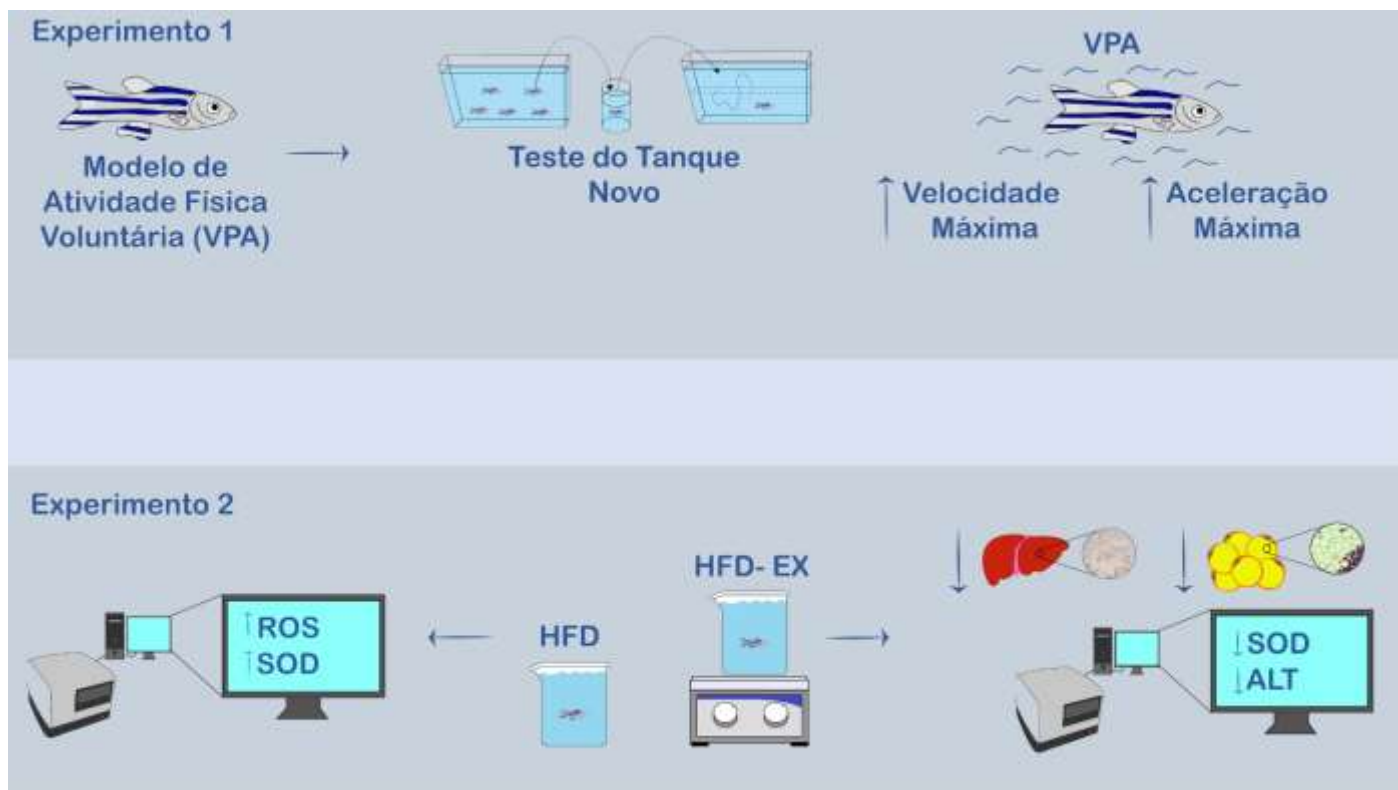 Experimento 1
Modelo de
Atividade Física
Voluntária (VPA)
Teste do Tanque
Novo
VPA
↑ Velocidade
Máxima
↑ Aceleração
Máxima
Experimento 2
↑ROS
↑SOD
HFD
HFD- EX
↓SOD
↓ALT